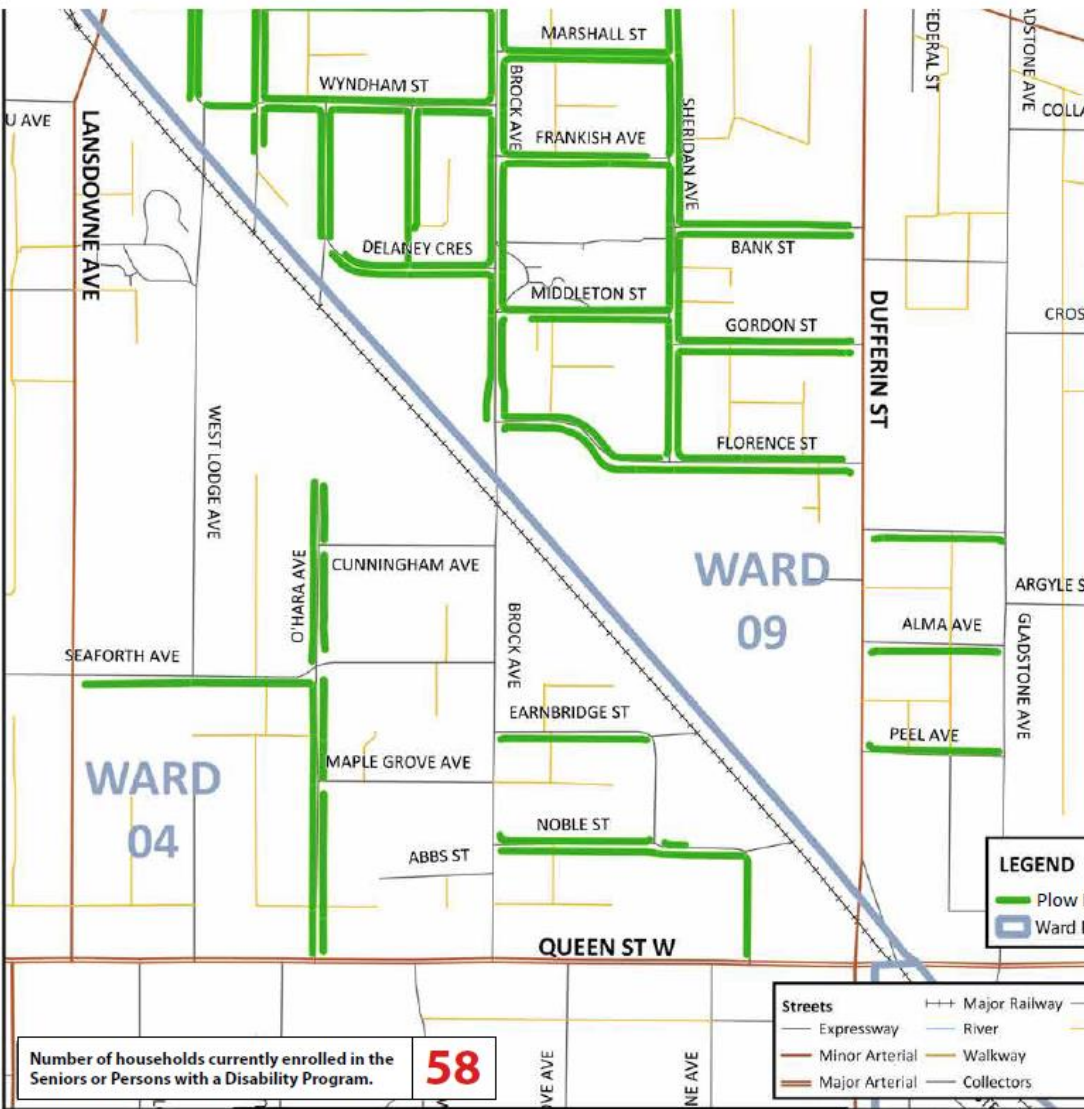 MARSHALL ST
FEDERAL ST
GLADSTONE AVE
WYNDHAM ST
BROCK AVE
SHERIDAN AVE
U AVE
LANSDOWNE AVE
FRANKISH AVE
COLLA
DELANEY CRES
BANK ST
MIDDLETON ST
DUFFERIN ST
GORDON ST
CROS
WEST LODGE AVE
FLORENCE ST
O'HARA AVE
CUNNINGHAM AVE
WARD
09
ARGYLE S
BROCK AVE
ALMA AVE
GLADSTONE AVE
SEAFORTH AVE
EARNBRIDGE ST
PEEL AVE
MAPLE GROVE AVE
WARD
04
NOBLE ST
ABBS ST
LEGEND
Plow
Ward
QUEEN ST W
Streets
Major Railway
Expressway
River
Minor Arterial
Walkway
Major Arterial
Collectors
Number of households currently enrolled in the
Seniors or Persons with a Disability Program.
58
OVE AVE
NE AVE